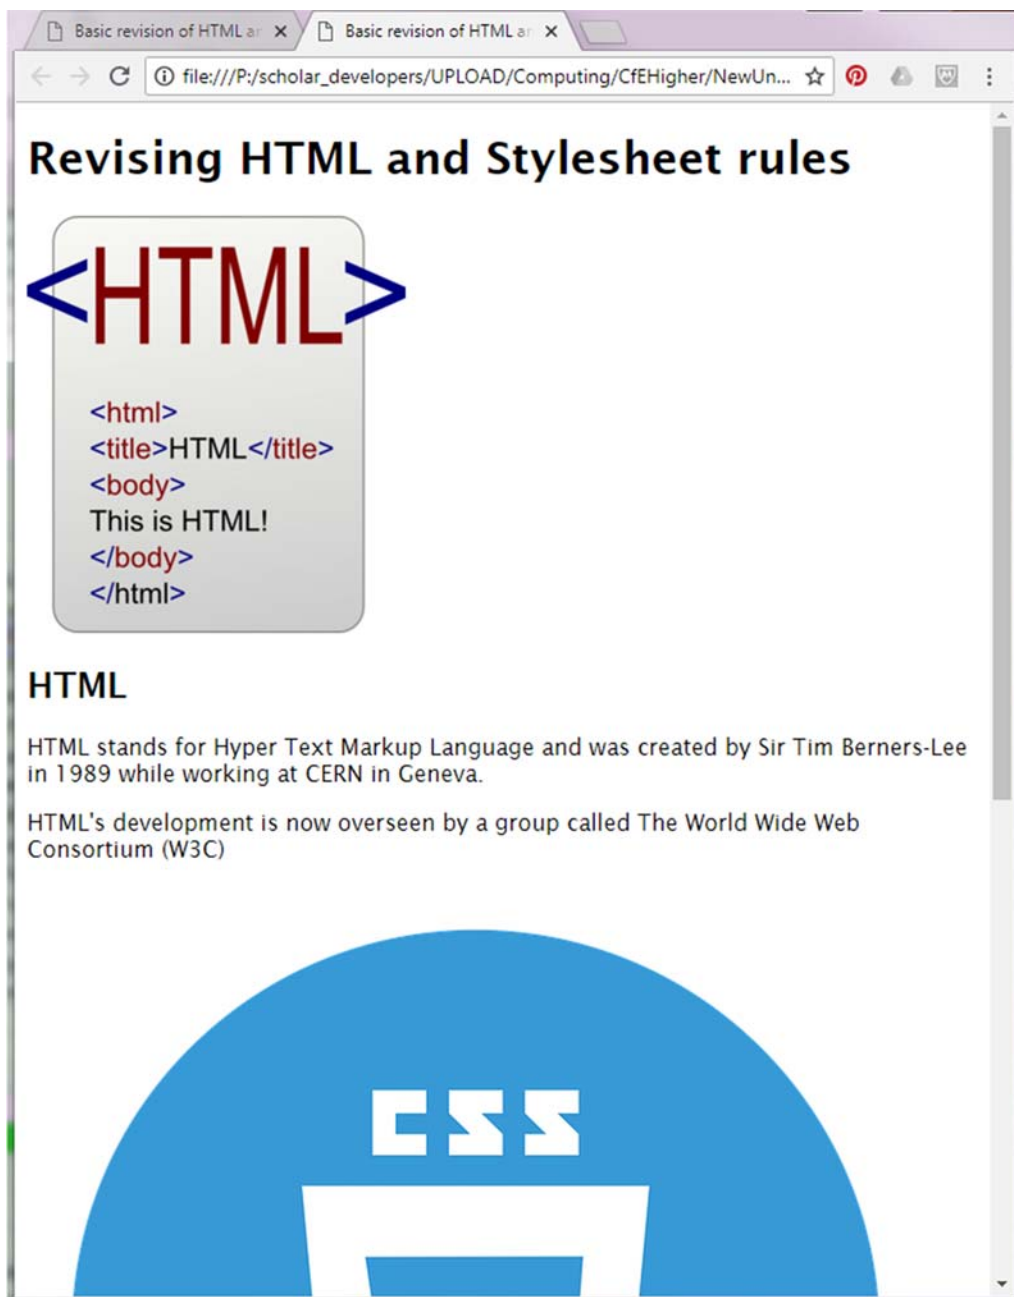 Basic revision of HTML ar
Basic revision of HTML ar
file:///P:/scholar_developers/UPLOAD/Computing/CfEHigher/NewUn...
Revising HTML and Stylesheet rules
<HTML>
<html>
<title>HTML</title>
<body>
This is HTML!
</body>
</html>
HTML
HTML stands for Hyper Text Markup Language and was created by Sir Tim Berners-Lee
in 1989 while working at CERN in Geneva.
HTML's development is now overseen by a group called The World Wide Web
Consortium (W3C)
CSS